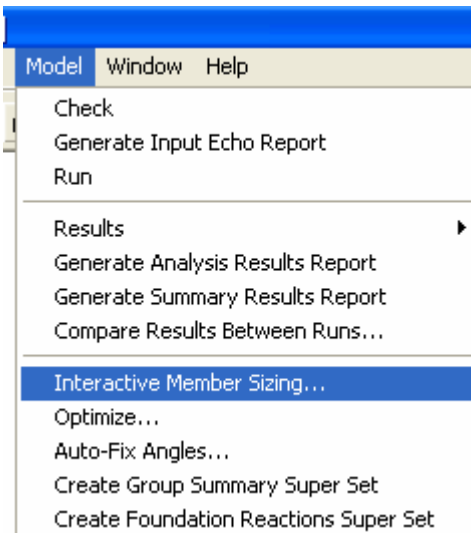 Model Window Help
Check
Generate Input Echo Report
Run
Results
Generate Analysis Results Report
Generate Summary Results Report
Compare Results Between Runs...
Interactive Member Sizing...
Optimize...
Auto-Fix Angles...
Create Group Summary Super Set
Create Foundation Reactions Super Set